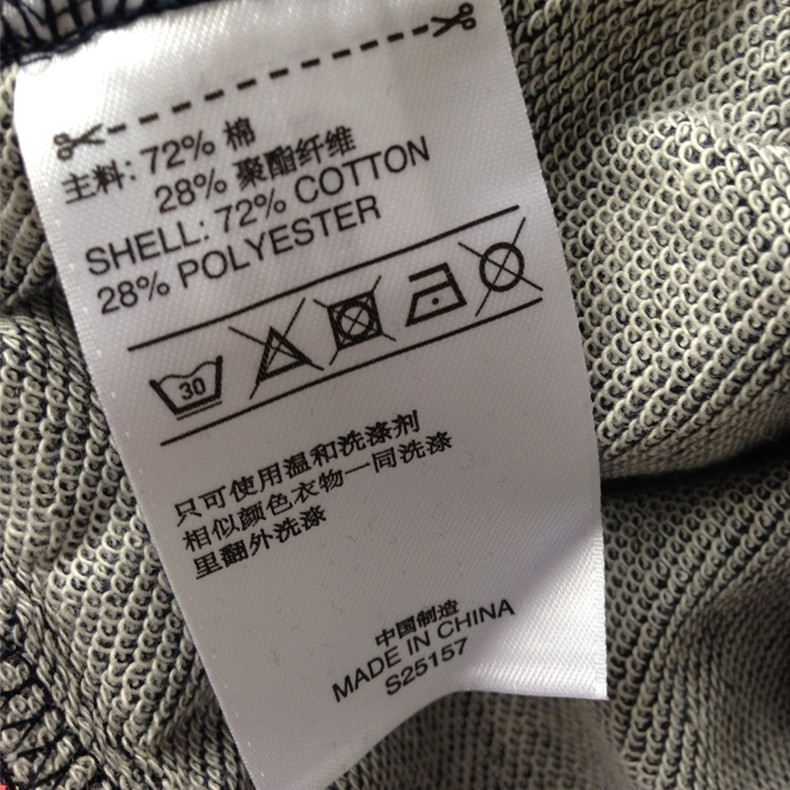 主料: 72% 棉
28% 聚酯纤维
SHELL: 72% COTTON
28% POLYESTER
30
只可使用温和洗涤剂
相似颜色衣物一同洗涤
里翻外洗涤
中国制造
MADE IN CHINA
S25157